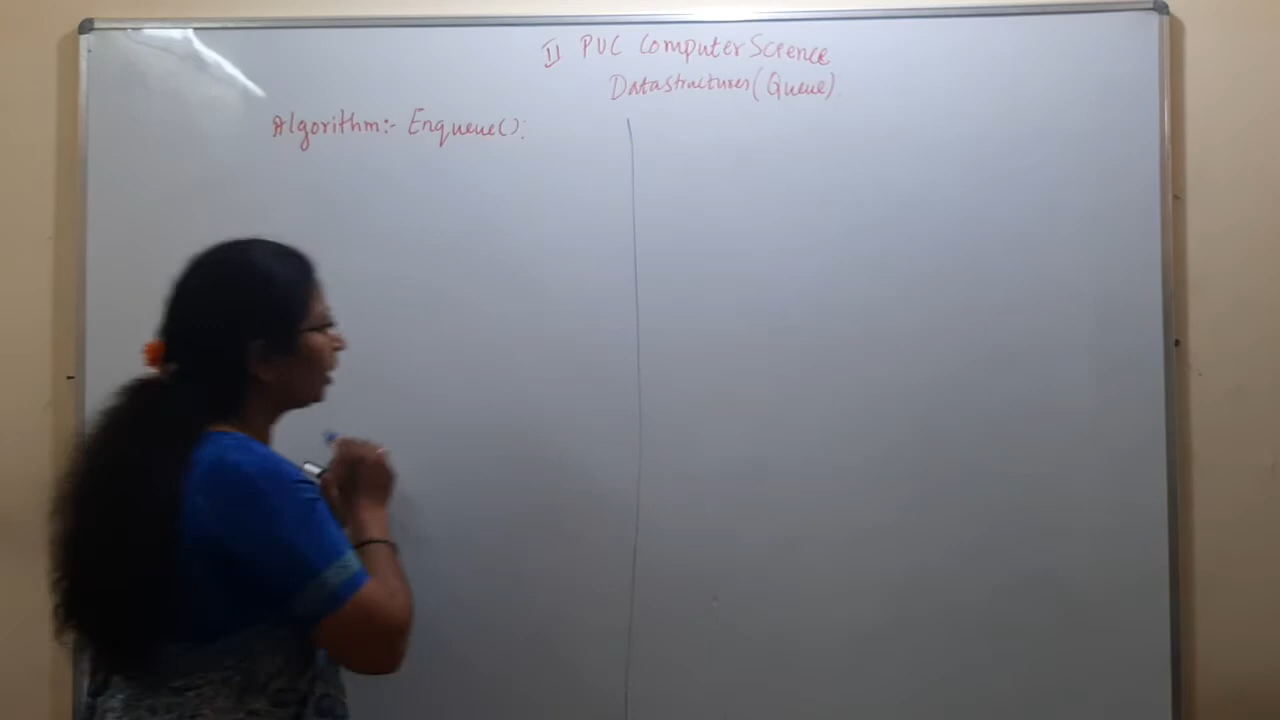 II PUC Computer Science
Datastructures (Queue)
Algorithm:- Enqueue():